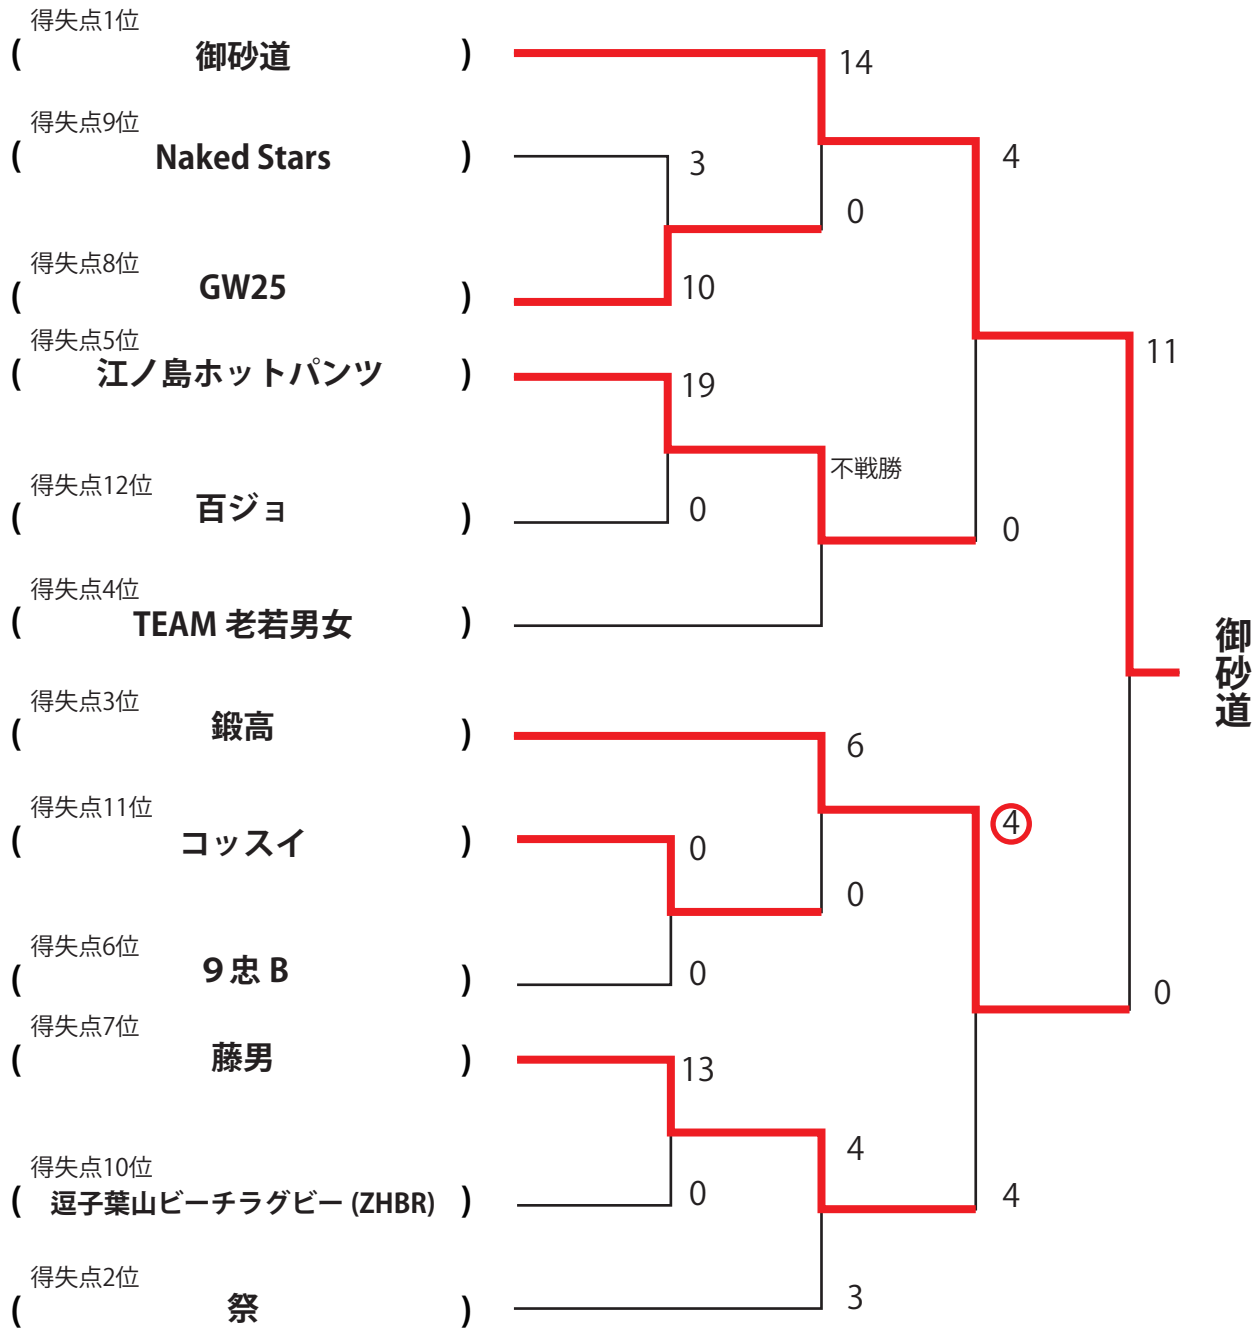 得失点1位
( 御砂道 )
14
得失点9位
( Naked Stars )
3
4
0
得失点8位
( GW25 )
10
得失点5位
( 江ノ島ホットパンツ )
19
11
不戦勝
得失点12位
( 百ジョ )
0
0
得失点4位
( TEAM 老若男女 )
御砂道
得失点3位
( 鍛高 )
6
得失点11位
( コッスイ )
0
4
0
得失点6位
( 9忠 B )
0
0
得失点7位
( 藤男 )
13
4
得失点10位
( 逗子葉山ビーチラグビー (ZHBR) )
0
4
得失点2位
( 祭 )
3